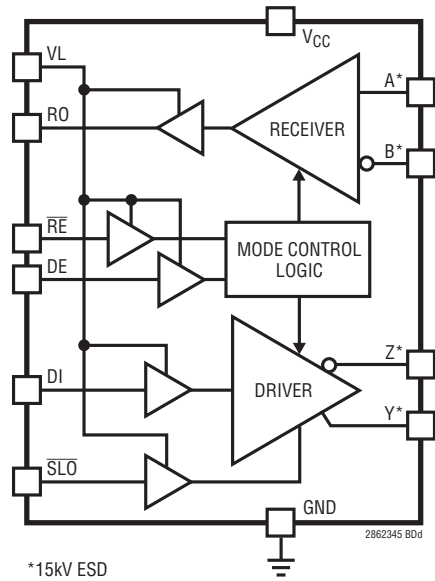 VCC
VL
A*
RO
RECEIVER
B*
RE
MODE CONTROL
LOGIC
DE
Z*
DI
DRIVER
Y*
SLO
GND
2862345 BDd
*15kV ESD